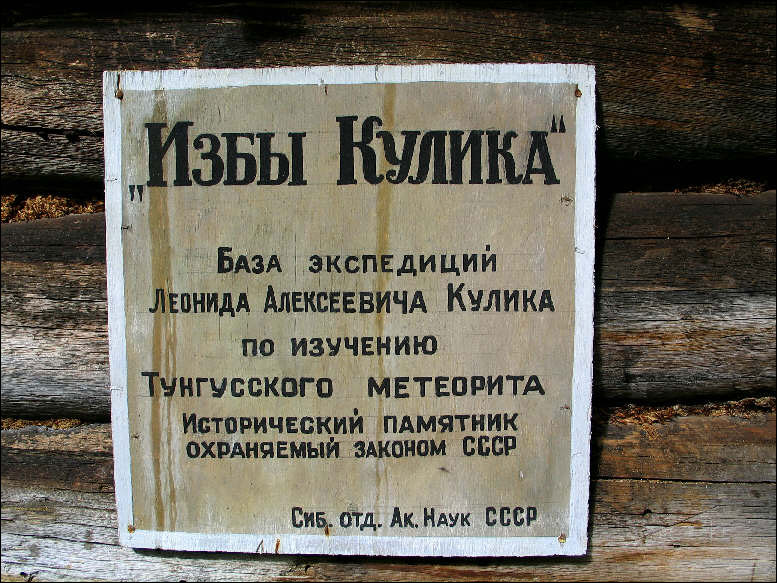 „Избы Кулика"
База экспедиций
Леонида Алексеевича Кулика
по изучению
Тунгусского метеорита
Исторический памятник
охраняемый законом СССР
Сиб. отд. Ак. Наук СССР